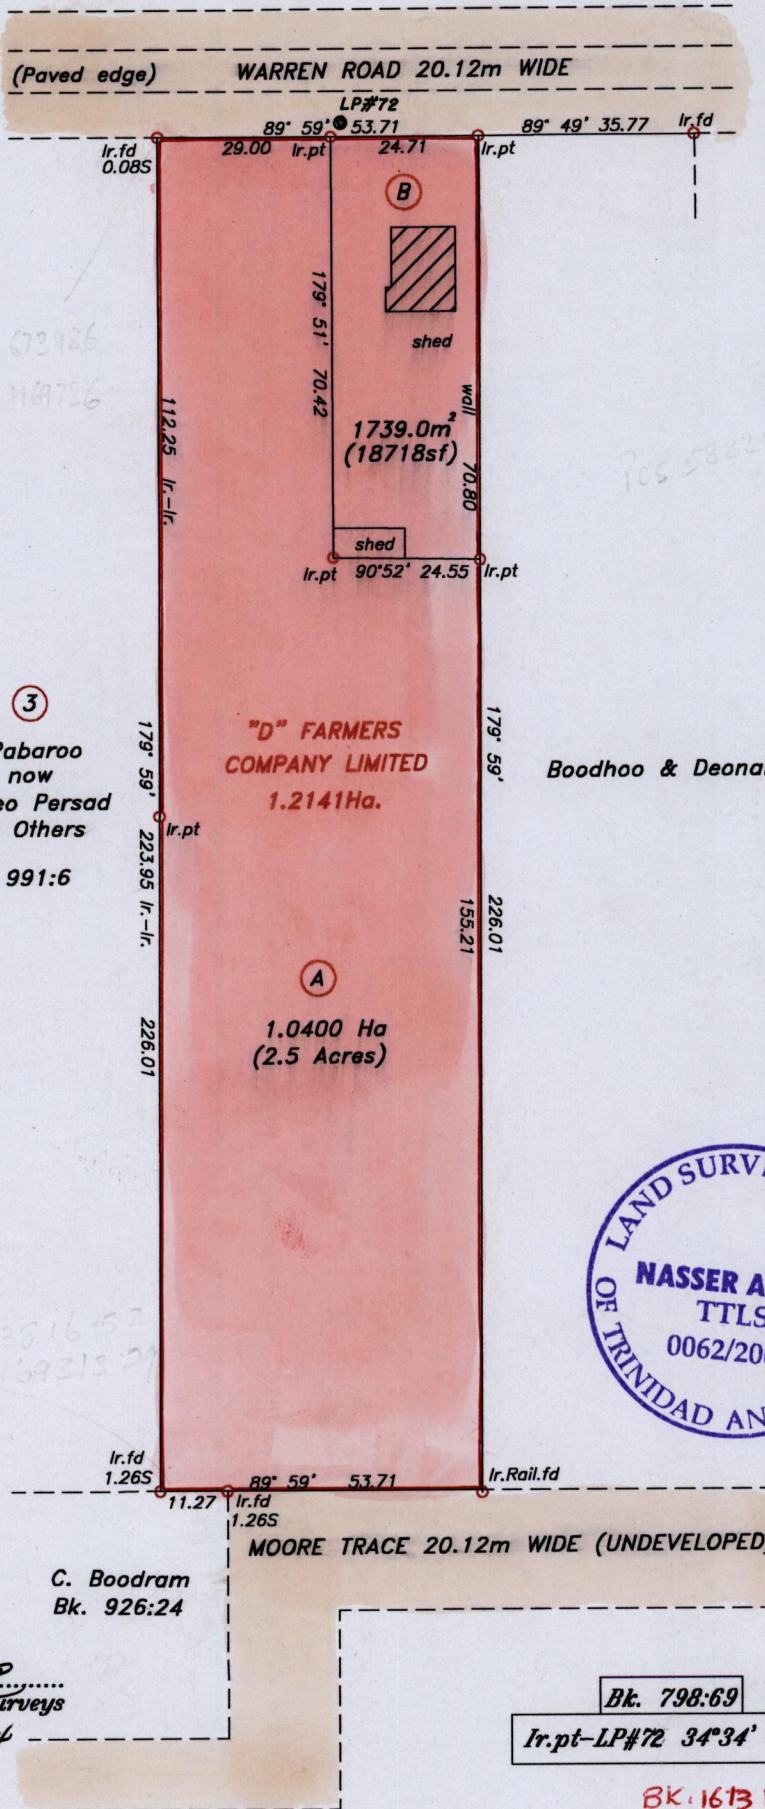 (Paved edge) WARREN ROAD 20.12m WIDE
LP#72
89° 59' 53.71
89° 49' 35.77 Ir.fd
Ir.fd
0.08S
29.00 Ir.pt 24.71 Ir.pt
B
179° 51' 70.42
shed
wall 70.80
1739.0m²
(18718sf)
112.25 Ir.-Ir.
shed
Ir.pt 90°52' 24.55 Ir.pt
673926
1169726
3
Pabaroo
now
eo Persad
Others
991:6
179° 59' 223.95 Ir.-Ir. 226.01
Ir.pt
"D" FARMERS
COMPANY LIMITED
1.2141Ha.
179° 59' 226.01
155.21
Boodhoo & Deona
A
1.0400 Ha
(2.5 Acres)
LAND SURV
NASSER A
TTLS
0062/20
OF TRINIDAD AN
Ir.fd
1.26S
89° 59' 53.71
Ir.Rail.fd
11.27 Ir.fd
1.26S
MOORE TRACE 20.12m WIDE (UNDEVELOPED)
C. Boodram
Bk. 926:24
urveys
Bk. 798:69
Ir.pt-LP#72 34°34'
BK. 1613